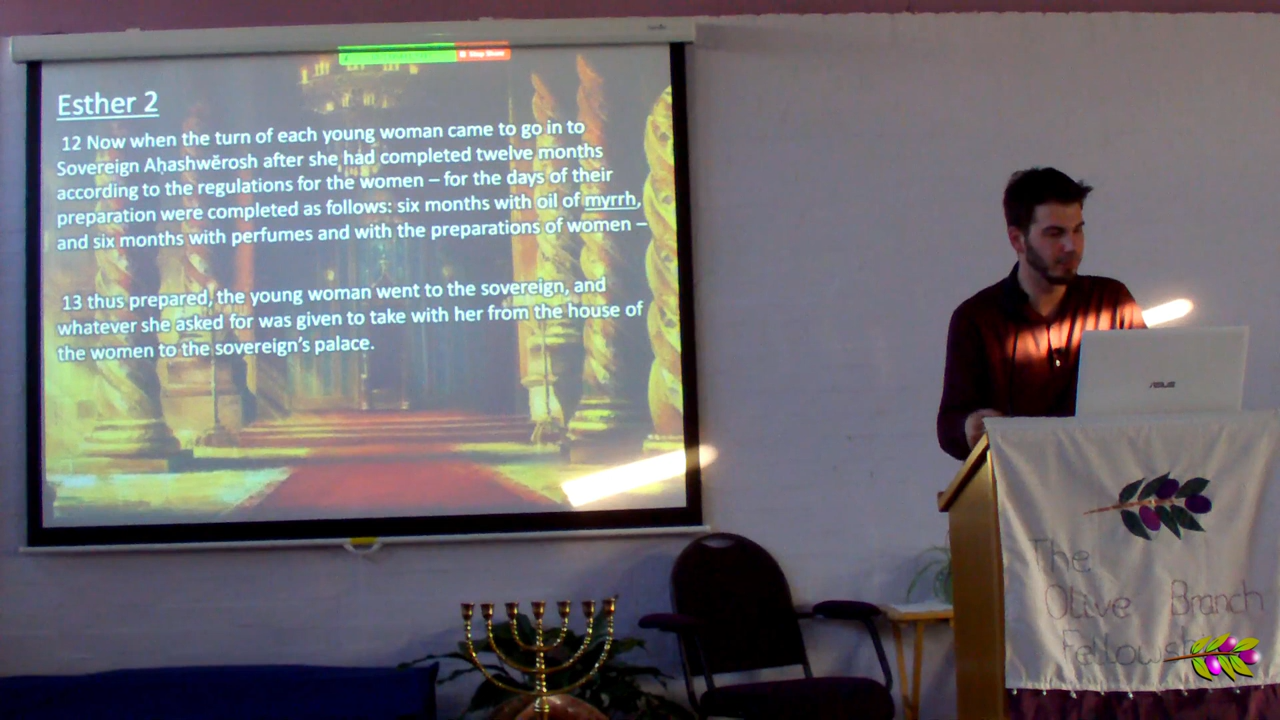 Stop Share
Esther 2
12 Now when the turn of each young woman came to go in to
Sovereign Aḥashwĕrosh after she had completed twelve months
according to the regulations for the women – for the days of their
preparation were completed as follows: six months with oil of myrrh,
and six months with perfumes and with the preparations of women –
13 thus prepared, the young woman went to the sovereign, and
whatever she asked for was given to take with her from the house of
the women to the sovereign's palace.
ASUS
The
Olive Branch